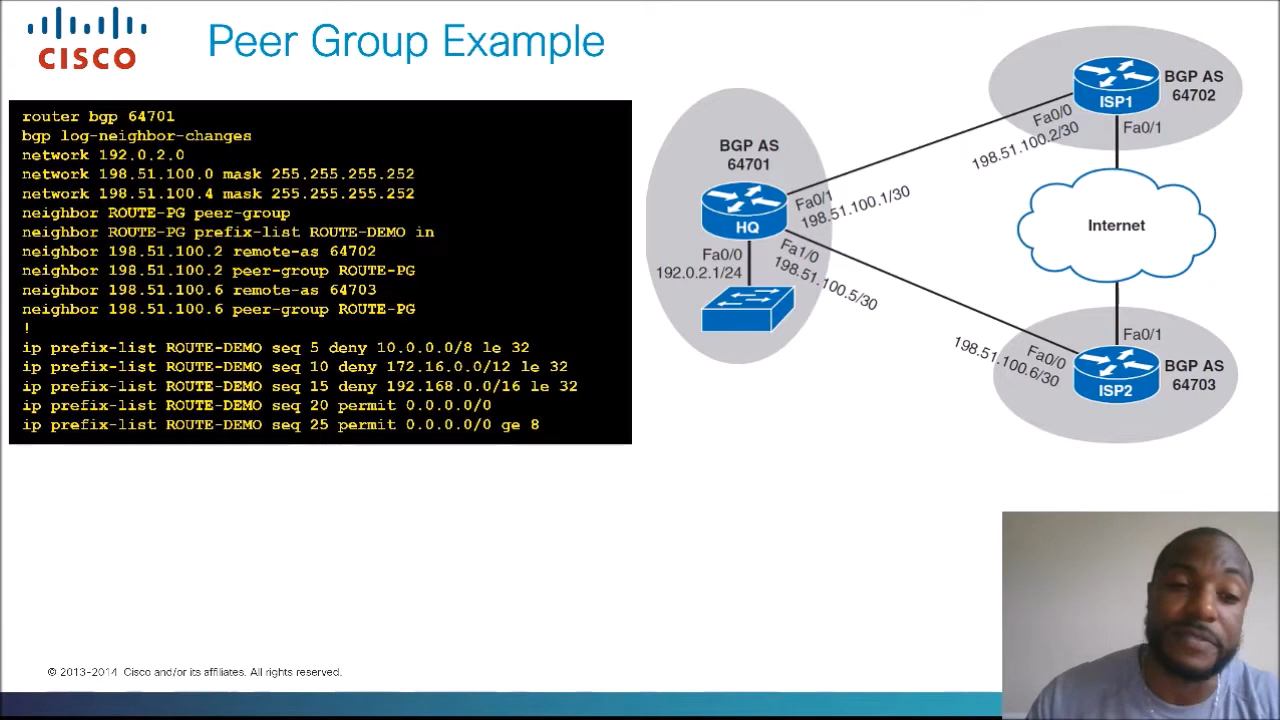 CISCO
Peer Group Example
router bgp 64701
bgp log-neighbor-changes
network 192.0.2.0
network 198.51.100.0 mask 255.255.255.252
network 198.51.100.4 mask 255.255.255.252
neighbor ROUTE-PG peer-group
neighbor ROUTE-PG prefix-list ROUTE-DEMO in
neighbor 198.51.100.2 remote-as 64702
neighbor 198.51.100.2 peer-group ROUTE-PG
neighbor 198.51.100.6 remote-as 64703
neighbor 198.51.100.6 peer-group ROUTE-PG
!
ip prefix-list ROUTE-DEMO seq 5 deny 10.0.0.0/8 le 32
ip prefix-list ROUTE-DEMO seq 10 deny 172.16.0.0/12 le 32
ip prefix-list ROUTE-DEMO seq 15 deny 192.168.0.0/16 le 32
ip prefix-list ROUTE-DEMO seq 20 permit 0.0.0.0/0
ip prefix-list ROUTE-DEMO seq 25 permit 0.0.0.0/0 ge 8
BGP AS
64701
HQ
Fa0/1
198.51.100.1/30
Fa0/0
192.0.2.1/24
Fa1/0
198.51.100.5/30
BGP AS
64702
ISP1
Fa0/0
198.51.100.2/30
Fa0/1
Internet
Fa0/1
Fa0/0
198.51.100.6/30
ISP2
BGP AS
64703
© 2013-2014 Cisco and/or its affiliates. All rights reserved.